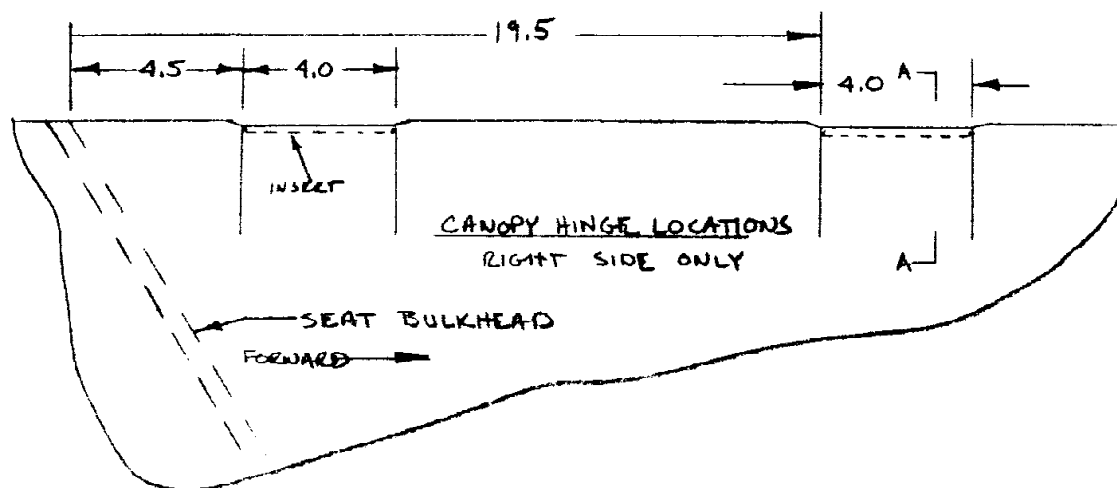 19.5
4.5 4.0
4.0 A
INSERT
CANOPY HINGE LOCATIONS
RIGHT SIDE ONLY
A
SEAT BULKHEAD
FORWARD